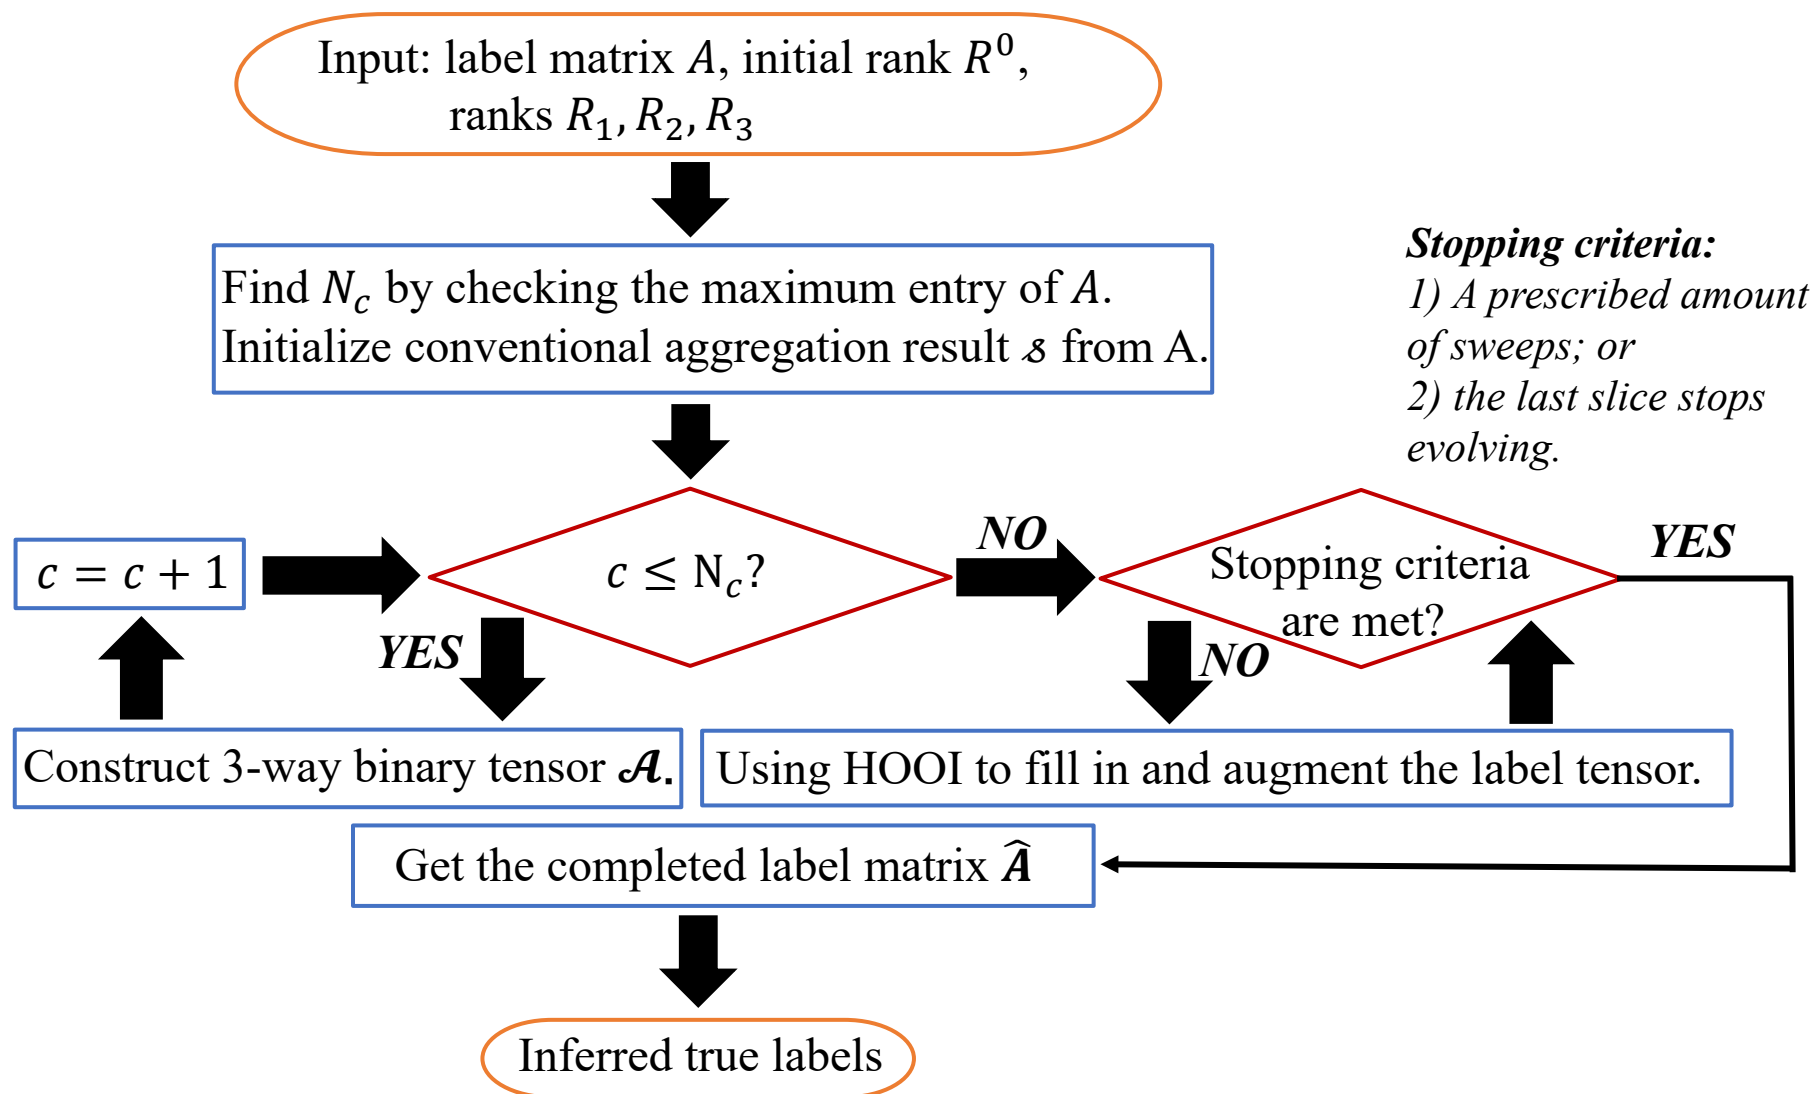 Input: label matrix A, initial rank R⁰,
ranks R₁, R₂, R₃
Find N_c by checking the maximum entry of A.
Initialize conventional aggregation result 𝓈 from A.
Stopping criteria:
1) A prescribed amount
of sweeps; or
2) the last slice stops
evolving.
c = c + 1
c ≤ N_c?
NO
Stopping criteria
are met?
YES
YES
NO
Construct 3-way binary tensor 𝓐.
Using HOOI to fill in and augment the label tensor.
Get the completed label matrix Â
Inferred true labels